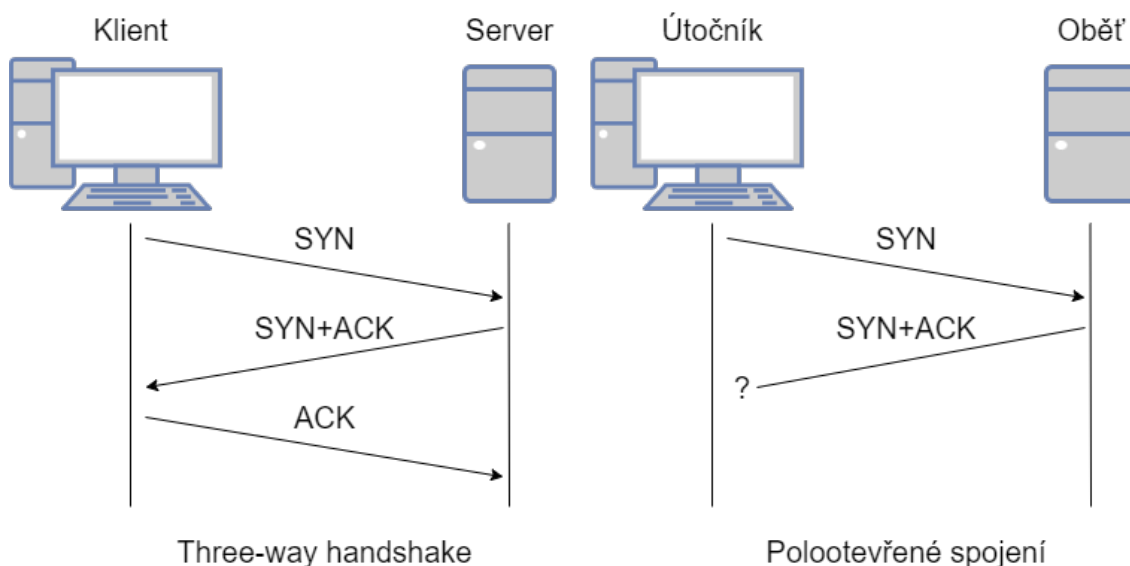 Klient
Server
SYN
SYN+ACK
ACK
Three-way handshake
Útočník
Oběť
SYN
SYN+ACK
?
Polootevřené spojení